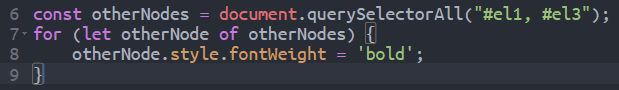 6 const otherNodes = document.querySelectorAll("#el1, #el3");
7 for (let otherNode of otherNodes) {
8     otherNode.style.fontWeight = 'bold';
9 }